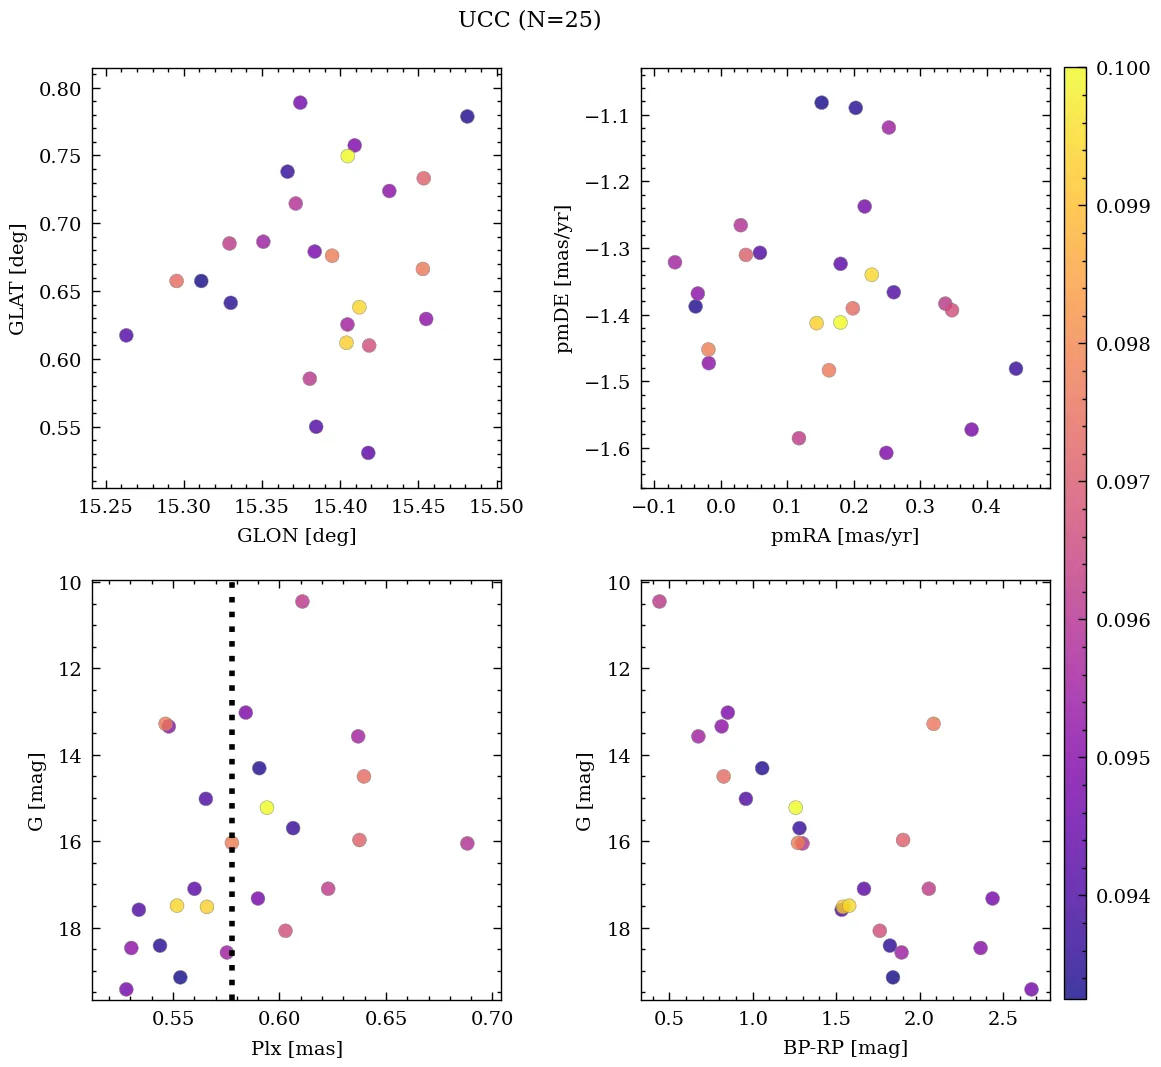 UCC (N=25)
0.80
0.75
0.70
0.65
0.60
0.55
GLAT [deg]
15.25 15.30 15.35 15.40 15.45 15.50
GLON [deg]
−1.1
−1.2
−1.3
−1.4
−1.5
−1.6
pmDE [mas/yr]
−0.1 0.0 0.1 0.2 0.3 0.4
pmRA [mas/yr]
10
12
14
16
18
G [mag]
0.55 0.60 0.65 0.70
Plx [mas]
10
12
14
16
18
G [mag]
0.5 1.0 1.5 2.0 2.5
BP-RP [mag]
0.100
0.099
0.098
0.097
0.096
0.095
0.094